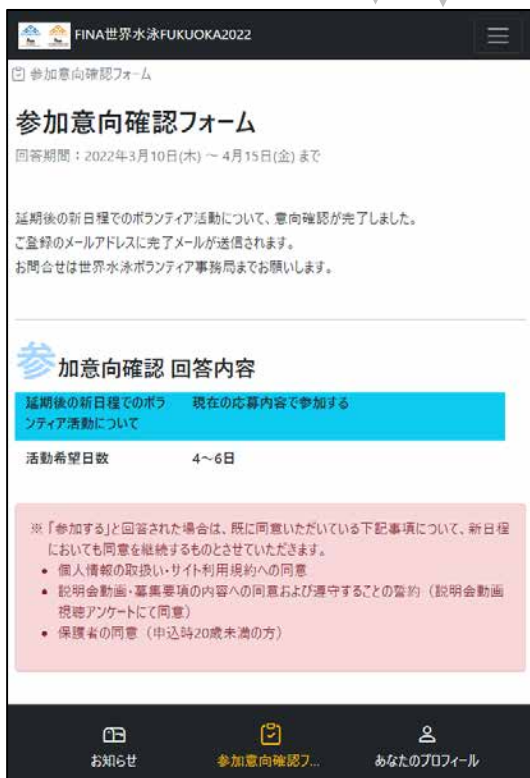 FINA世界水泳FUKUOKA2022
参加意向確認フォーム
参加意向確認フォーム
回答期間：2022年3月10日(木) ～ 4月15日(金) まで
延期後の新日程でのボランティア活動について、意向確認が完了しました。
ご登録のメールアドレスに完了メールが送信されます。
お問合せは世界水泳ボランティア事務局までお願いします。
参加意向確認 回答内容
延期後の新日程でのボラ 現在の応募内容で参加する
ンティア活動について
活動希望日数 4～6日
※「参加する」と回答された場合は、既に同意いただいている下記事項について、新日程
においても同意を継続するものとさせていただきます。
• 個人情報の取扱い・サイト利用規約への同意
• 説明会動画・募集要項の内容への同意および遵守することの誓約（説明会動画
視聴アンケートにて同意）
• 保護者の同意（申込時20歳未満の方）
お知らせ 参加意向確認フ... あなたのプロフィール